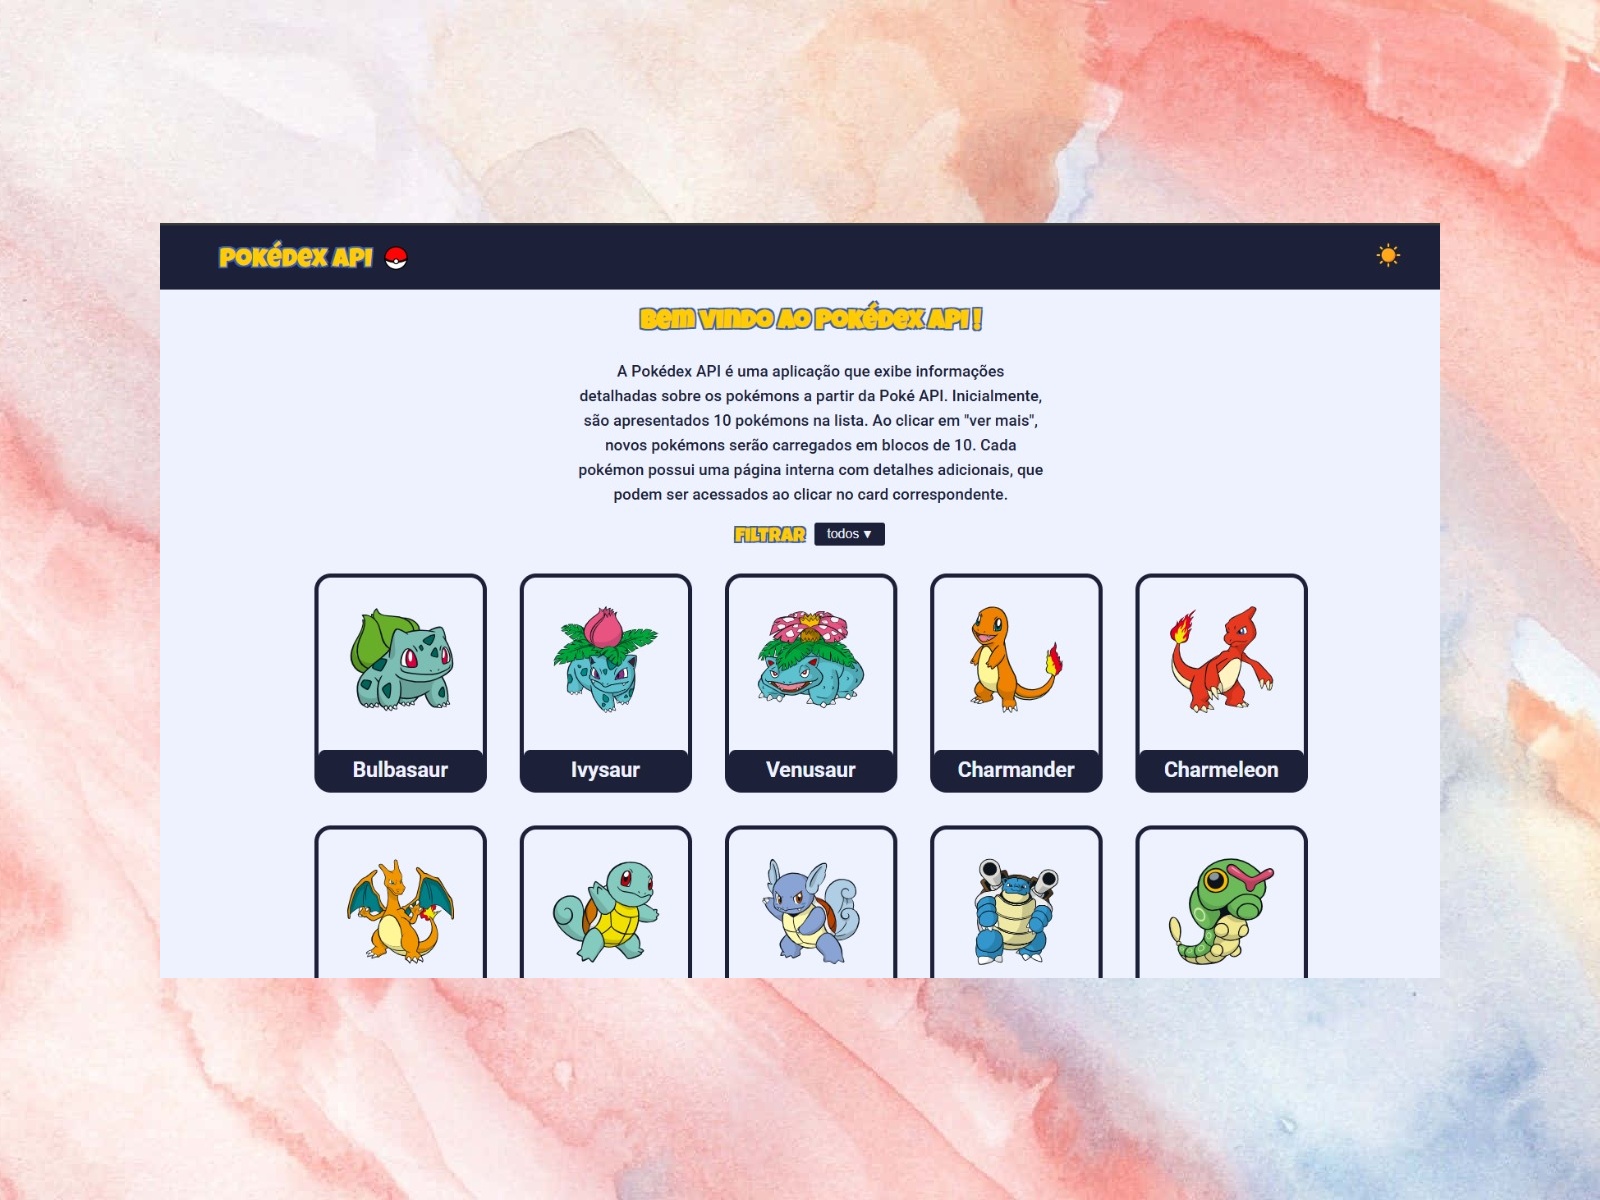 Pokédex API
Bem vindo ao Pokédex API !
A Pokédex API é uma aplicação que exibe informações
detalhadas sobre os pokémons a partir da Poké API. Inicialmente,
são apresentados 10 pokémons na lista. Ao clicar em "ver mais",
novos pokémons serão carregados em blocos de 10. Cada
pokémon possui uma página interna com detalhes adicionais, que
podem ser acessados ao clicar no card correspondente.
FILTRAR todos ▾
Bulbasaur Ivysaur Venusaur Charmander Charmeleon